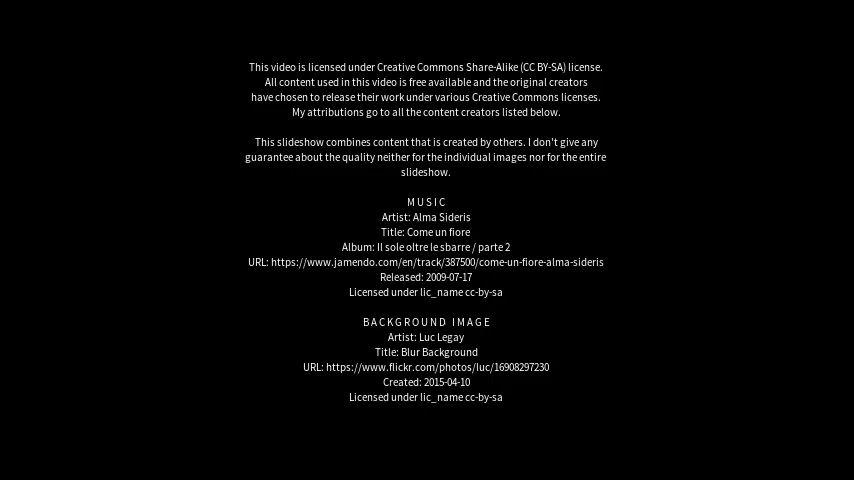 This video is licensed under Creative Commons Share-Alike (CC BY-SA) license.
All content used in this video is free available and the original creators
have chosen to release their work under various Creative Commons licenses.
My attributions go to all the content creators listed below.
This slideshow combines content that is created by others. I don't give any
guarantee about the quality neither for the individual images nor for the entire
slideshow.
MUSIC
Artist: Alma Sideris
Title: Come un fiore
Album: Il sole oltre le sbarre / parte 2
URL: https://www.jamendo.com/en/track/387500/come-un-fiore-alma-sideris
Released: 2009-07-17
Licensed under lic_name cc-by-sa
BACKGROUND IMAGE
Artist: Luc Legay
Title: Blur Background
URL: https://www.flickr.com/photos/luc/16908297230
Created: 2015-04-10
Licensed under lic_name cc-by-sa